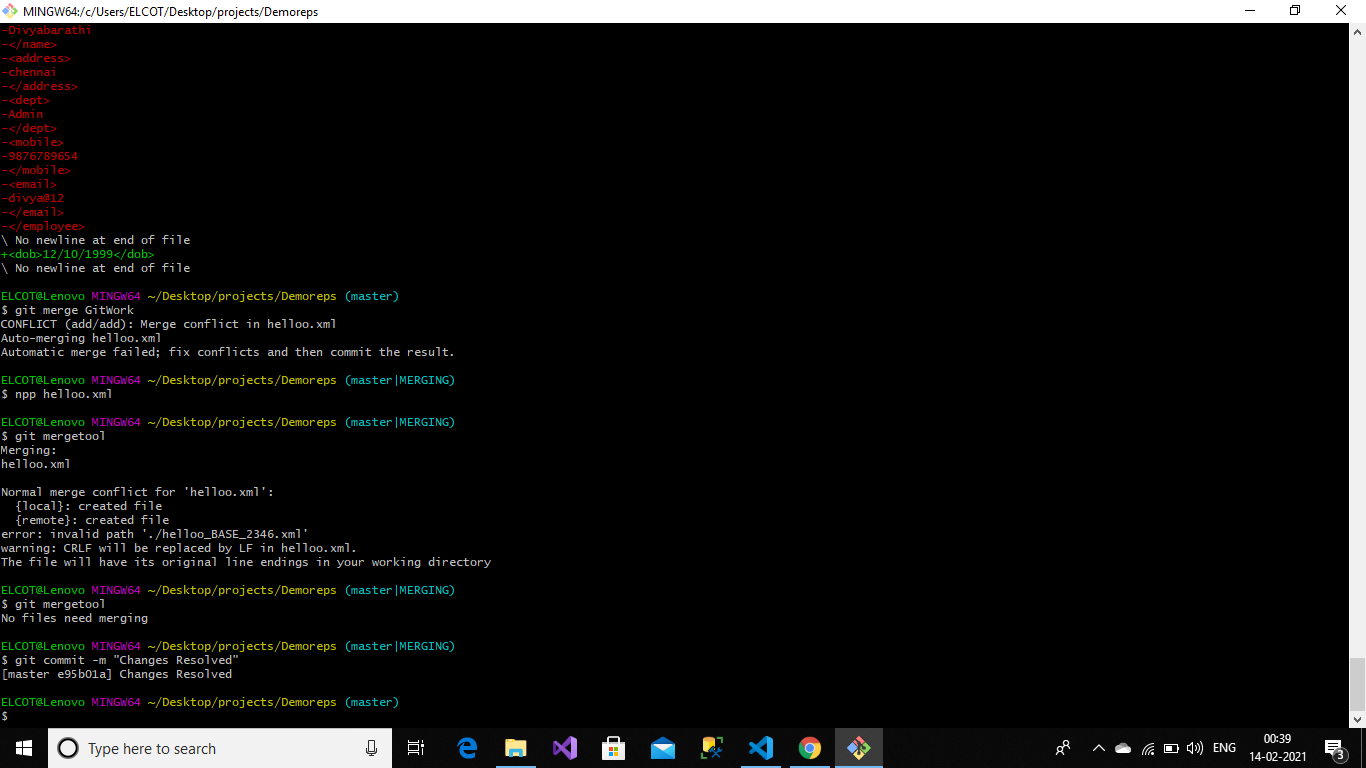 MINGW64:/c/Users/ELCOT/Desktop/projects/Demoreps
-Divyabarathi
-</name>
-<address>
-chennai
-</address>
-<dept>
-Admin
-</dept>
-<mobile>
-9876789654
-</mobile>
-<email>
-divya@12
-</email>
-</employee>
\ No newline at end of file
+<dob>12/10/1999</dob>
\ No newline at end of file
ELCOT@Lenovo MINGW64 ~/Desktop/projects/Demoreps (master)
$ git merge GitWork
CONFLICT (add/add): Merge conflict in helloo.xml
Auto-merging helloo.xml
Automatic merge failed; fix conflicts and then commit the result.
ELCOT@Lenovo MINGW64 ~/Desktop/projects/Demoreps (master|MERGING)
$ npp helloo.xml
ELCOT@Lenovo MINGW64 ~/Desktop/projects/Demoreps (master|MERGING)
$ git mergetool
Merging:
helloo.xml
Normal merge conflict for 'helloo.xml':
  {local}: created file
  {remote}: created file
error: invalid path './helloo_BASE_2346.xml'
warning: CRLF will be replaced by LF in helloo.xml.
The file will have its original line endings in your working directory
ELCOT@Lenovo MINGW64 ~/Desktop/projects/Demoreps (master|MERGING)
$ git mergetool
No files need merging
ELCOT@Lenovo MINGW64 ~/Desktop/projects/Demoreps (master|MERGING)
$ git commit -m "Changes Resolved"
[master e95b01a] Changes Resolved
ELCOT@Lenovo MINGW64 ~/Desktop/projects/Demoreps (master)
$
Type here to search
ENG
00:39
14-02-2021
3